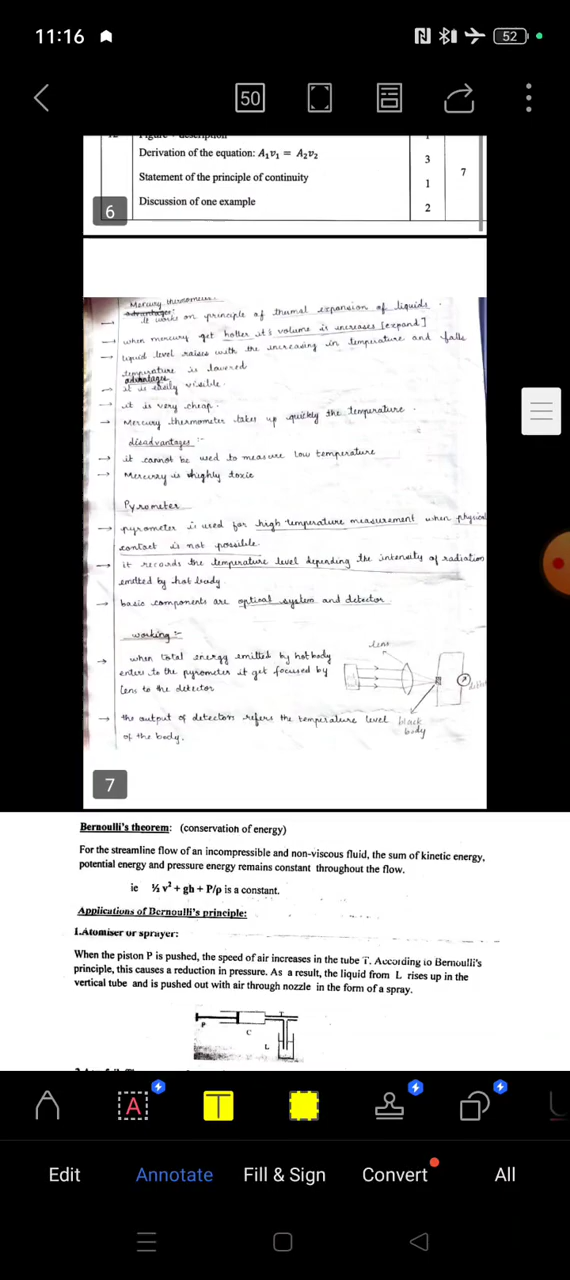 11:16
52
50
Derivation of the equation: A₁v₁ = A₂v₂
3
7
Statement of the principle of continuity
1
Discussion of one example
2
6
Mercury
advantages:
It works on principle of thermal expansion of liquids.
→ when mercury get hotter it's volume is increases [expand]
→ liquid level raises with the increasing in temperature and falls
temperature is lowered
advantages
→ it is easily visible.
→ it is very cheap.
→ Mercury thermometer takes up quickly the temperature.
disadvantages :-
→ it cannot be used to measure low temperature
→ Mercury is highly toxic
Pyrometer
→ pyrometer is used for high temperature measurement when physical
contact is not possible.
→ it records the temperature level depending the intensity of radiation
emitted by hot body.
→ basic components are optical system and detector
working :-
lens
→ when total energy emitted by hot body
enters to the pyrometer it get focused by
lens to the detector
→ the output of detectors refers the temperature level
of the body.
black
body
7
Bernoulli's theorem: (conservation of energy)
For the streamline flow of an incompressible and non-viscous fluid, the sum of kinetic energy,
potential energy and pressure energy remains constant throughout the flow.
ie ½ v² + gh + P/ρ is a constant.
Applications of Bernoulli's principle:
1.Atomiser or sprayer:
When the piston P is pushed, the speed of air increases in the tube T. According to Bernoulli's
principle, this causes a reduction in pressure. As a result, the liquid from L rises up in the
vertical tube and is pushed out with air through nozzle in the form of a spray.
T
P
C
L
A
T
Edit
Annotate
Fill & Sign
Convert
All